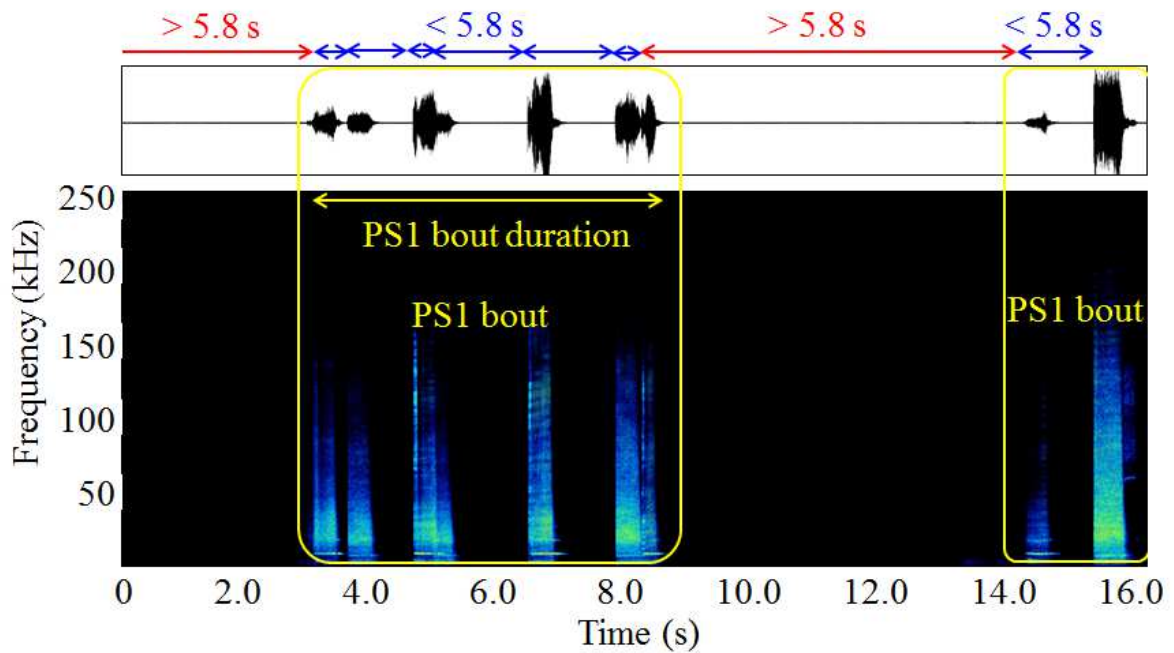 > 5.8 s < 5.8 s > 5.8 s < 5.8 s
250
200
150
100
50
Frequency (kHz)
PS1 bout duration
PS1 bout PS1 bout
0 2.0 4.0 6.0 8.0 10.0 12.0 14.0 16.0
Time (s)